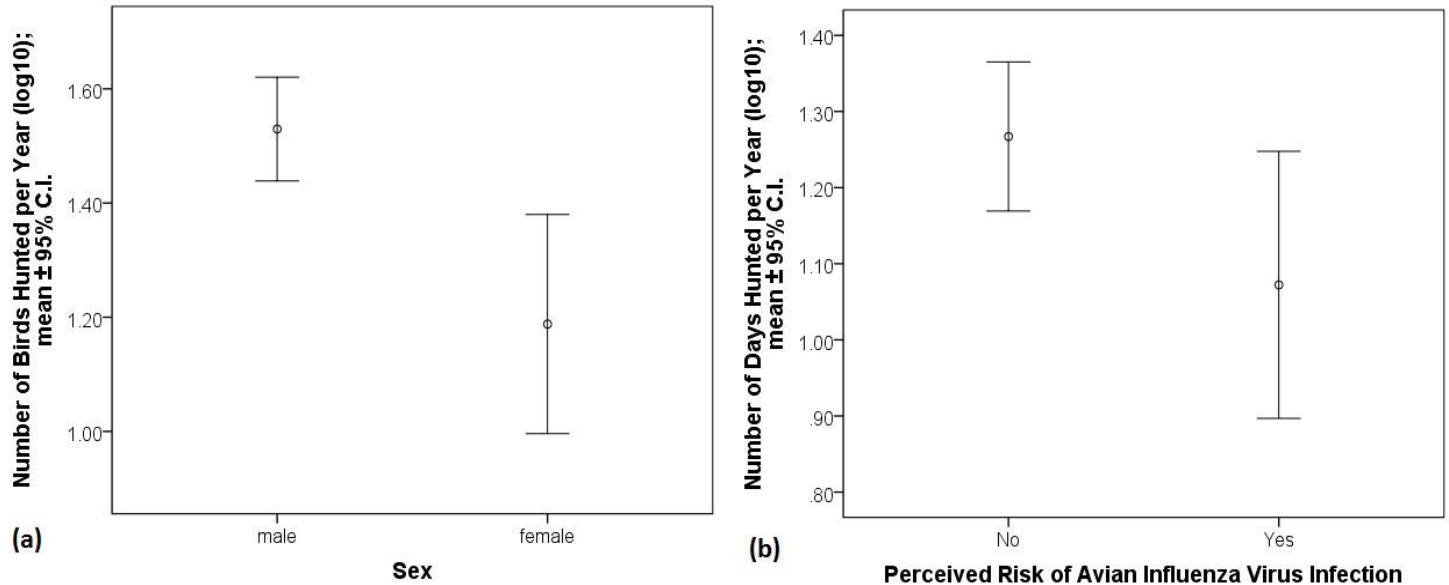 Number of Birds Hunted per Year (log10);
mean ± 95% C.I.
1.60
1.40
1.20
1.00
male
female
(a)
Sex
Number of Days Hunted per Year (log10);
mean ± 95% C.I.
1.40
1.30
1.20
1.10
1.00
.90
.80
No
Yes
(b)
Perceived Risk of Avian Influenza Virus Infection